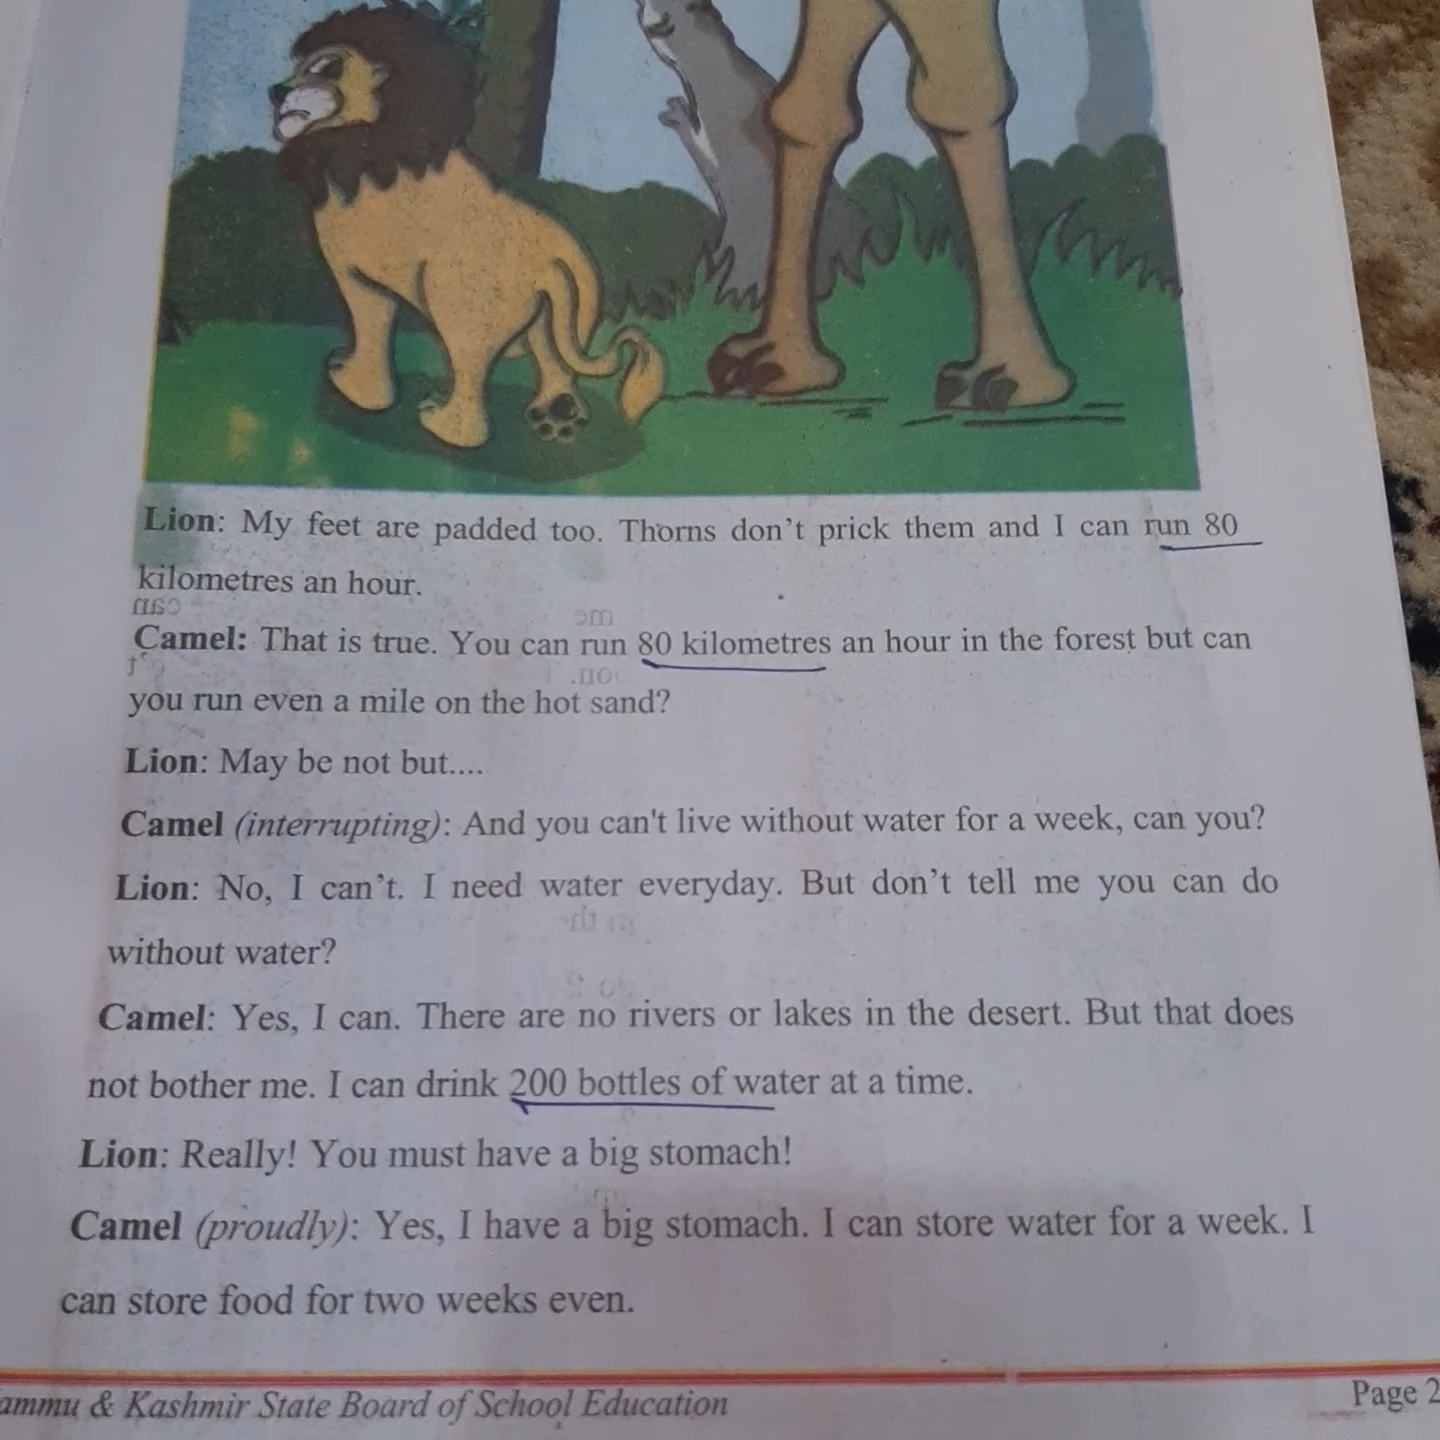 Lion: My feet are padded too. Thorns don't prick them and I can run 80
kilometres an hour.
Camel: That is true. You can run 80 kilometres an hour in the forest but can
you run even a mile on the hot sand?
Lion: May be not but....
Camel (interrupting): And you can't live without water for a week, can you?
Lion: No, I can't. I need water everyday. But don't tell me you can do
without water?
Camel: Yes, I can. There are no rivers or lakes in the desert. But that does
not bother me. I can drink 200 bottles of water at a time.
Lion: Really! You must have a big stomach!
Camel (proudly): Yes, I have a big stomach. I can store water for a week. I
can store food for two weeks even.
ammu & Kashmir State Board of School Education
Page 2